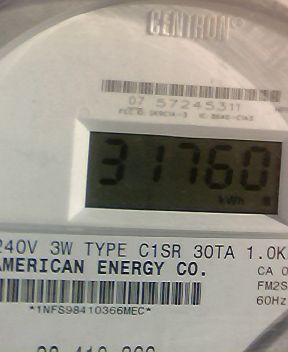 CENTRON®
07 57245311
31760
kWh
240V 3W TYPE C1SR 30TA 1.0K
AMERICAN ENERGY CO.
CA 0
FM2S
60Hz
*1NFS98410366MEC*